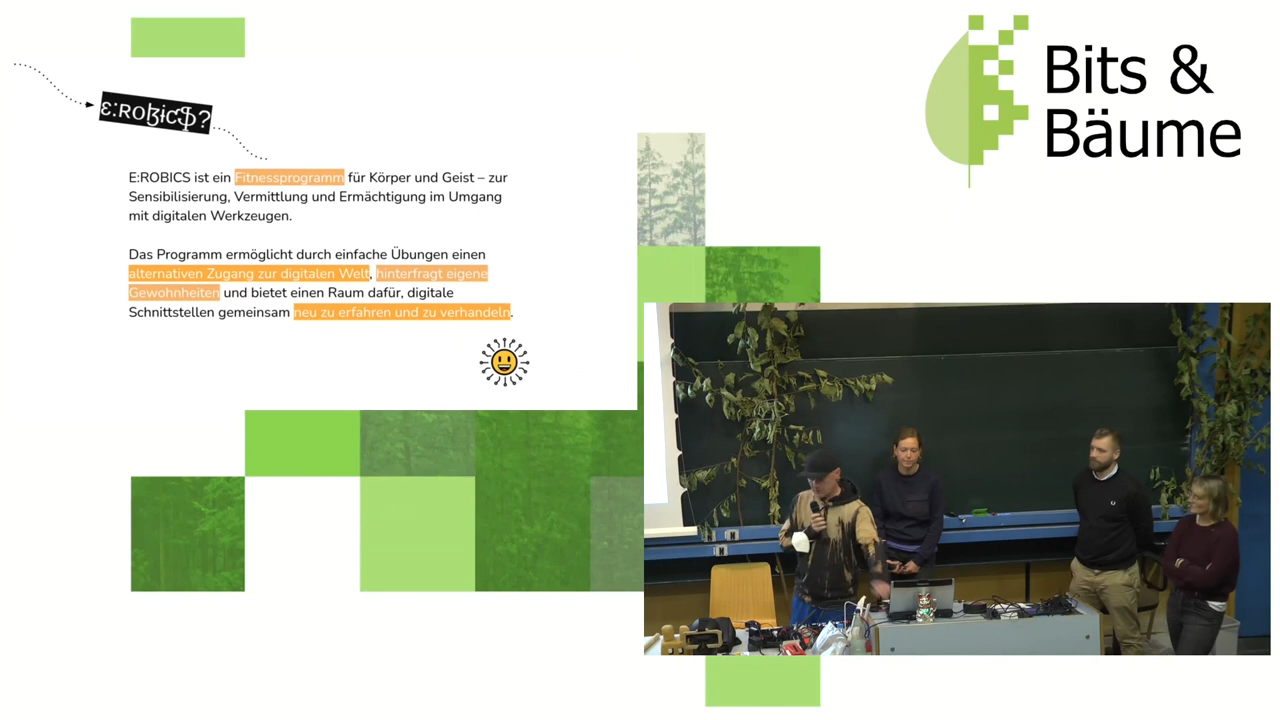 Bits &
Bäume
ɛ:ʀoꜩɨƈ$?
E:ROBICS ist ein Fitnessprogramm für Körper und Geist – zur
Sensibilisierung, Vermittlung und Ermächtigung im Umgang
mit digitalen Werkzeugen.
Das Programm ermöglicht durch einfache Übungen einen
alternativen Zugang zur digitalen Welt, hinterfragt eigene
Gewohnheiten und bietet einen Raum dafür, digitale
Schnittstellen gemeinsam neu zu erfahren und zu verhandeln.